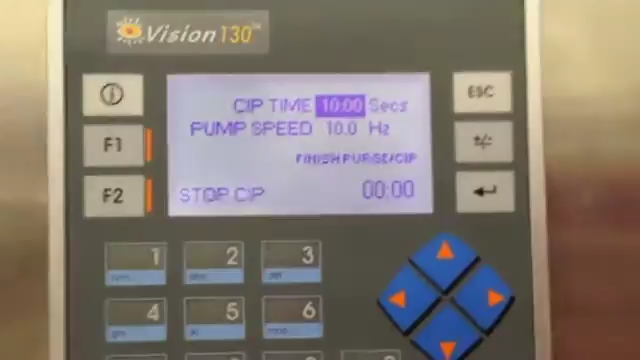 Vision130™
CIP TIME 10:00 Secs
PUMP SPEED 10.0 Hz
FINISH PURGE/CIP
STOP CIP 00:00
ESC
F1
+/-
F2
1 2 3
4 5 6